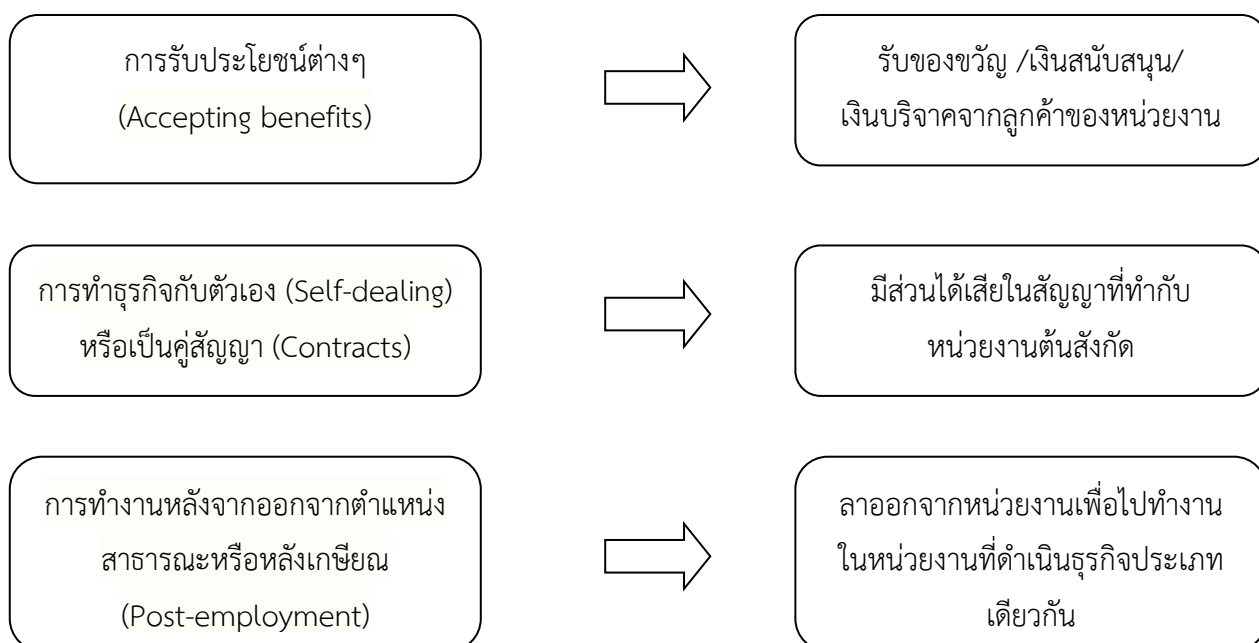 การรับประโยชน์ต่างๆ
(Accepting benefits)
รับของขวัญ /เงินสนับสนุน/
เงินบริจาคจากลูกค้าของหน่วยงาน
การทำธุรกิจกับตัวเอง (Self-dealing)
หรือเป็นคู่สัญญา (Contracts)
มีส่วนได้เสียในสัญญาที่ทำกับ
หน่วยงานต้นสังกัด
การทำงานหลังจากออกจากตำแหน่ง
สาธารณะหรือหลังเกษียณ
(Post-employment)
ลาออกจากหน่วยงานเพื่อไปทำงาน
ในหน่วยงานที่ดำเนินธุรกิจประเภท
เดียวกัน